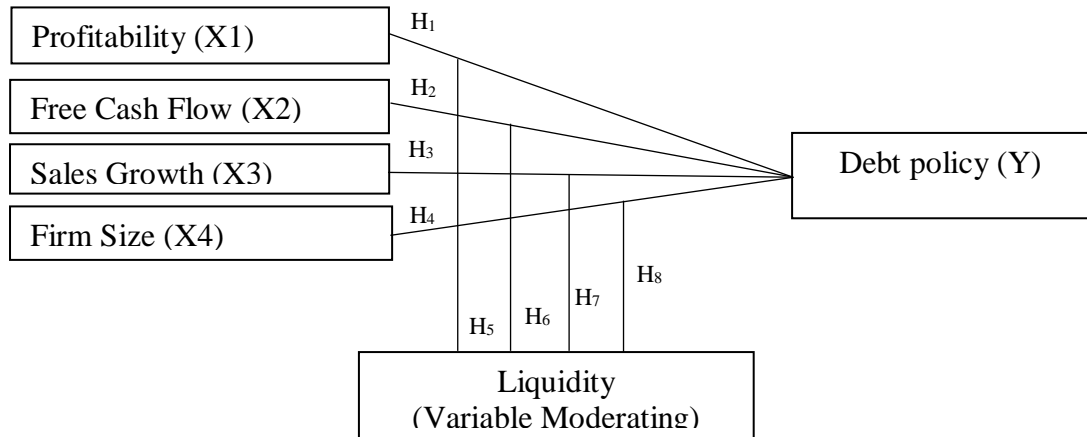 H₁
Profitability (X1)
H₂
Free Cash Flow (X2)
H₃
Sales Growth (X3)
Debt policy (Y)
H₄
Firm Size (X4)
H₈
H₇
H₆
H₅
Liquidity
(Variable Moderating)